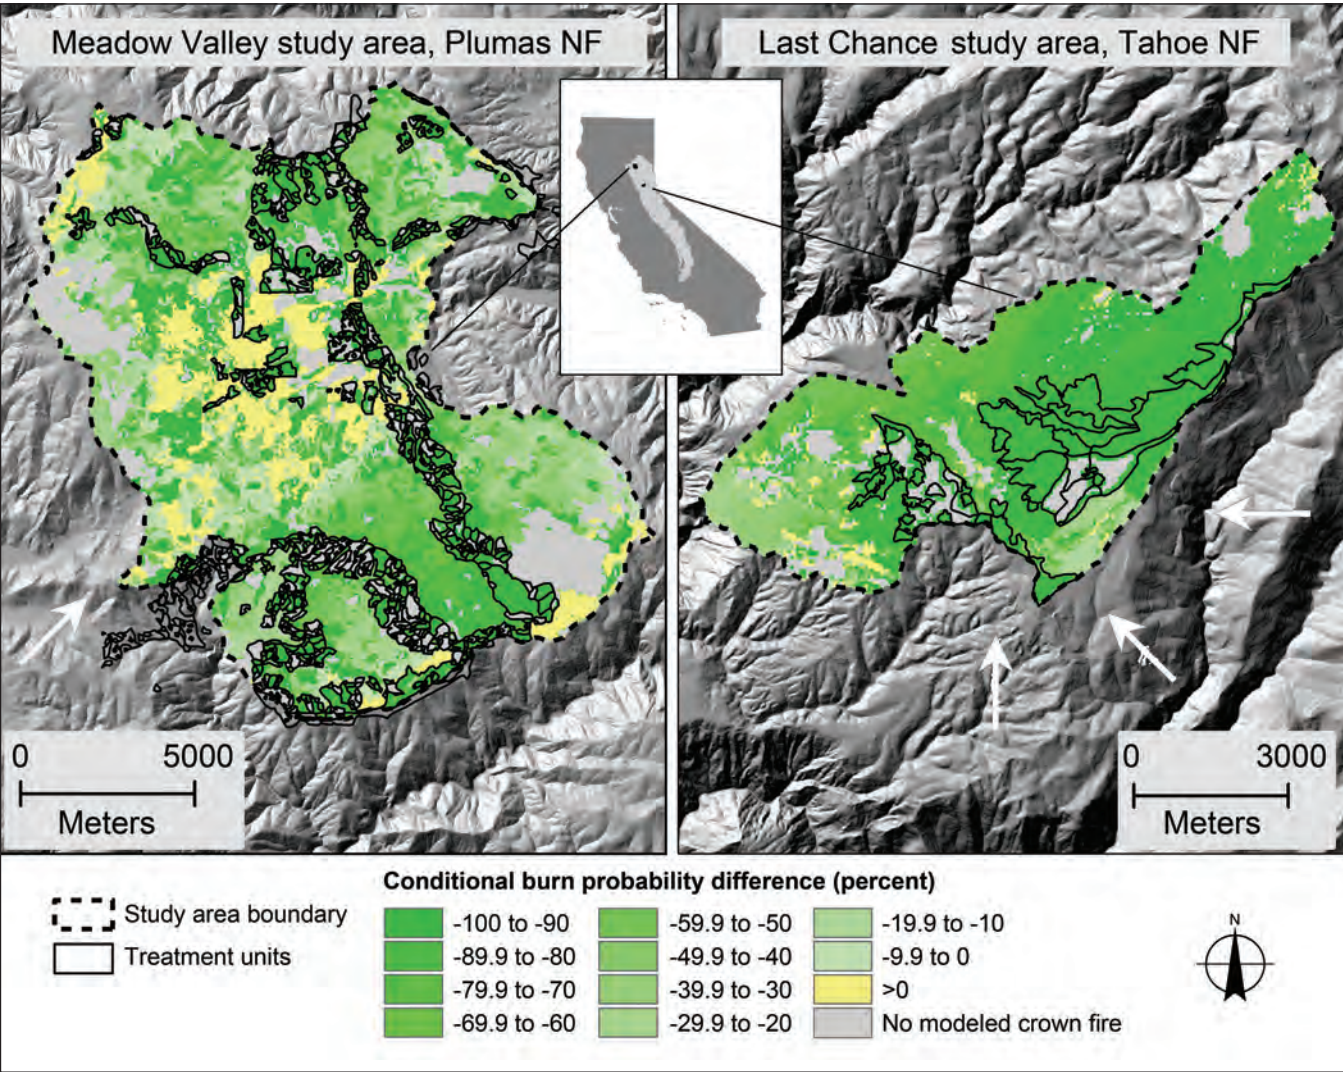 Meadow Valley study area, Plumas NF
Last Chance study area, Tahoe NF
0 5000
Meters
0 3000
Meters
Conditional burn probability difference (percent)
Study area boundary
Treatment units
-100 to -90
-89.9 to -80
-79.9 to -70
-69.9 to -60
-59.9 to -50
-49.9 to -40
-39.9 to -30
-29.9 to -20
-19.9 to -10
-9.9 to 0
>0
No modeled crown fire
N